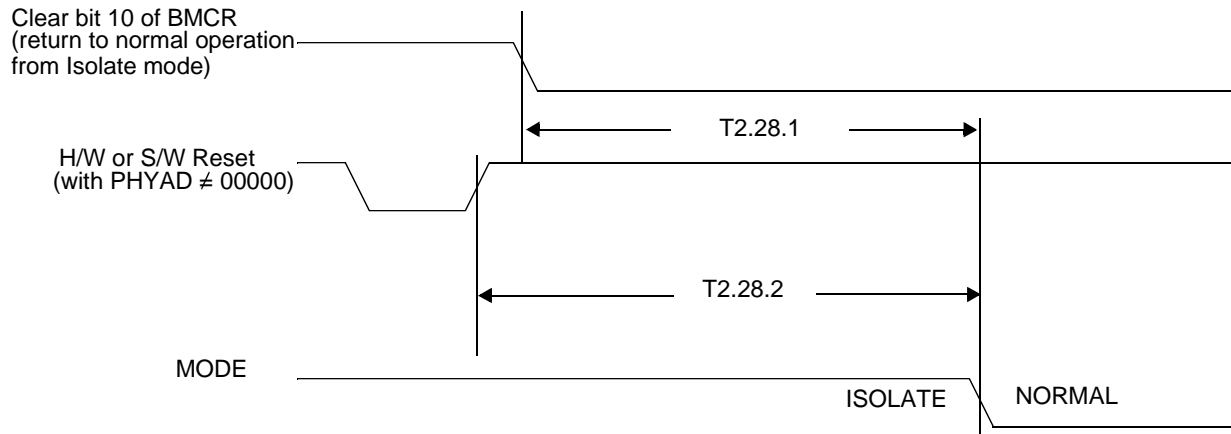 Clear bit 10 of BMCR
(return to normal operation
from Isolate mode)
T2.28.1
H/W or S/W Reset
(with PHYAD ≠ 00000)
T2.28.2
MODE
ISOLATE
NORMAL